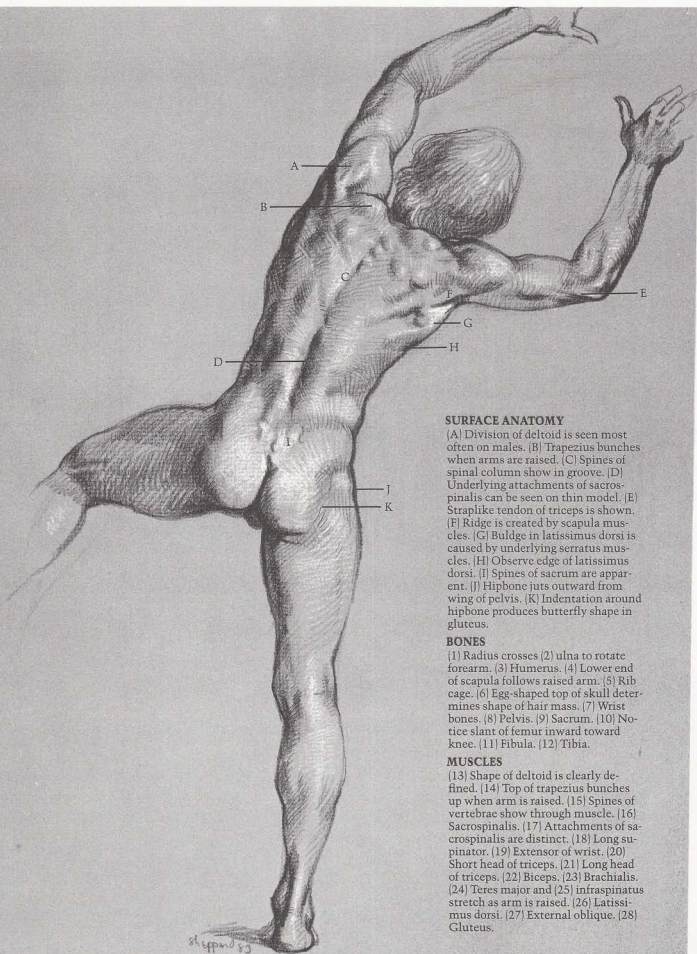 A
B
C
F
E
G
H
D
I
J
K
SURFACE ANATOMY
(A) Division of deltoid is seen most
often on males. (B) Trapezius bunches
when arms are raised. (C) Spines of
spinal column show in groove. (D)
Underlying attachments of sacros-
pinalis can be seen on thin model. (E)
Straplike tendon of triceps is shown.
(F) Ridge is created by scapula mus-
cles. (G) Buldge in latissimus dorsi is
caused by underlying serratus mus-
cles. (H) Observe edge of latissimus
dorsi. (I) Spines of sacrum are appar-
ent. (J) Hipbone juts outward from
wing of pelvis. (K) Indentation around
hipbone produces butterfly shape in
gluteus.
BONES
(1) Radius crosses (2) ulna to rotate
forearm. (3) Humerus. (4) Lower end
of scapula follows raised arm. (5) Rib
cage. (6) Egg-shaped top of skull deter-
mines shape of hair mass. (7) Wrist
bones. (8) Pelvis. (9) Sacrum. (10) No-
tice slant of femur inward toward
knee. (11) Fibula. (12) Tibia.
MUSCLES
(13) Shape of deltoid is clearly de-
fined. (14) Top of trapezius bunches
up when arm is raised. (15) Spines of
vertebrae show through muscle. (16)
Sacrospinalis. (17) Attachments of sa-
crospinalis are distinct. (18) Long su-
pinator. (19) Extensor of wrist. (20)
Short head of triceps. (21) Long head
of triceps. (22) Biceps. (23) Brachialis.
(24) Teres major and (25) infraspinatus
stretch as arm is raised. (26) Latissi-
mus dorsi. (27) External oblique. (28)
Gluteus.
sheppard 89